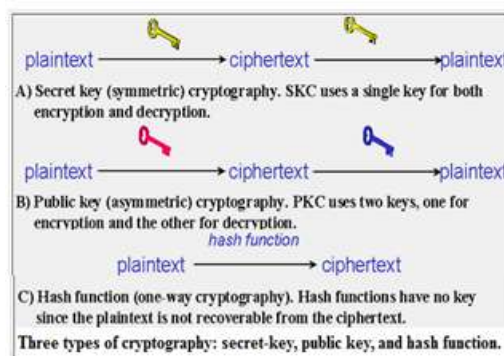 plaintext ciphertext plaintext
A) Secret key (symmetric) cryptography. SKC uses a single key for both
encryption and decryption.
plaintext ciphertext plaintext
B) Public key (asymmetric) cryptography. PKC uses two keys, one for
encryption and the other for decryption.
hash function
plaintext ciphertext
C) Hash function (one-way cryptography). Hash functions have no key
since the plaintext is not recoverable from the ciphertext.
Three types of cryptography: secret-key, public key, and hash function.